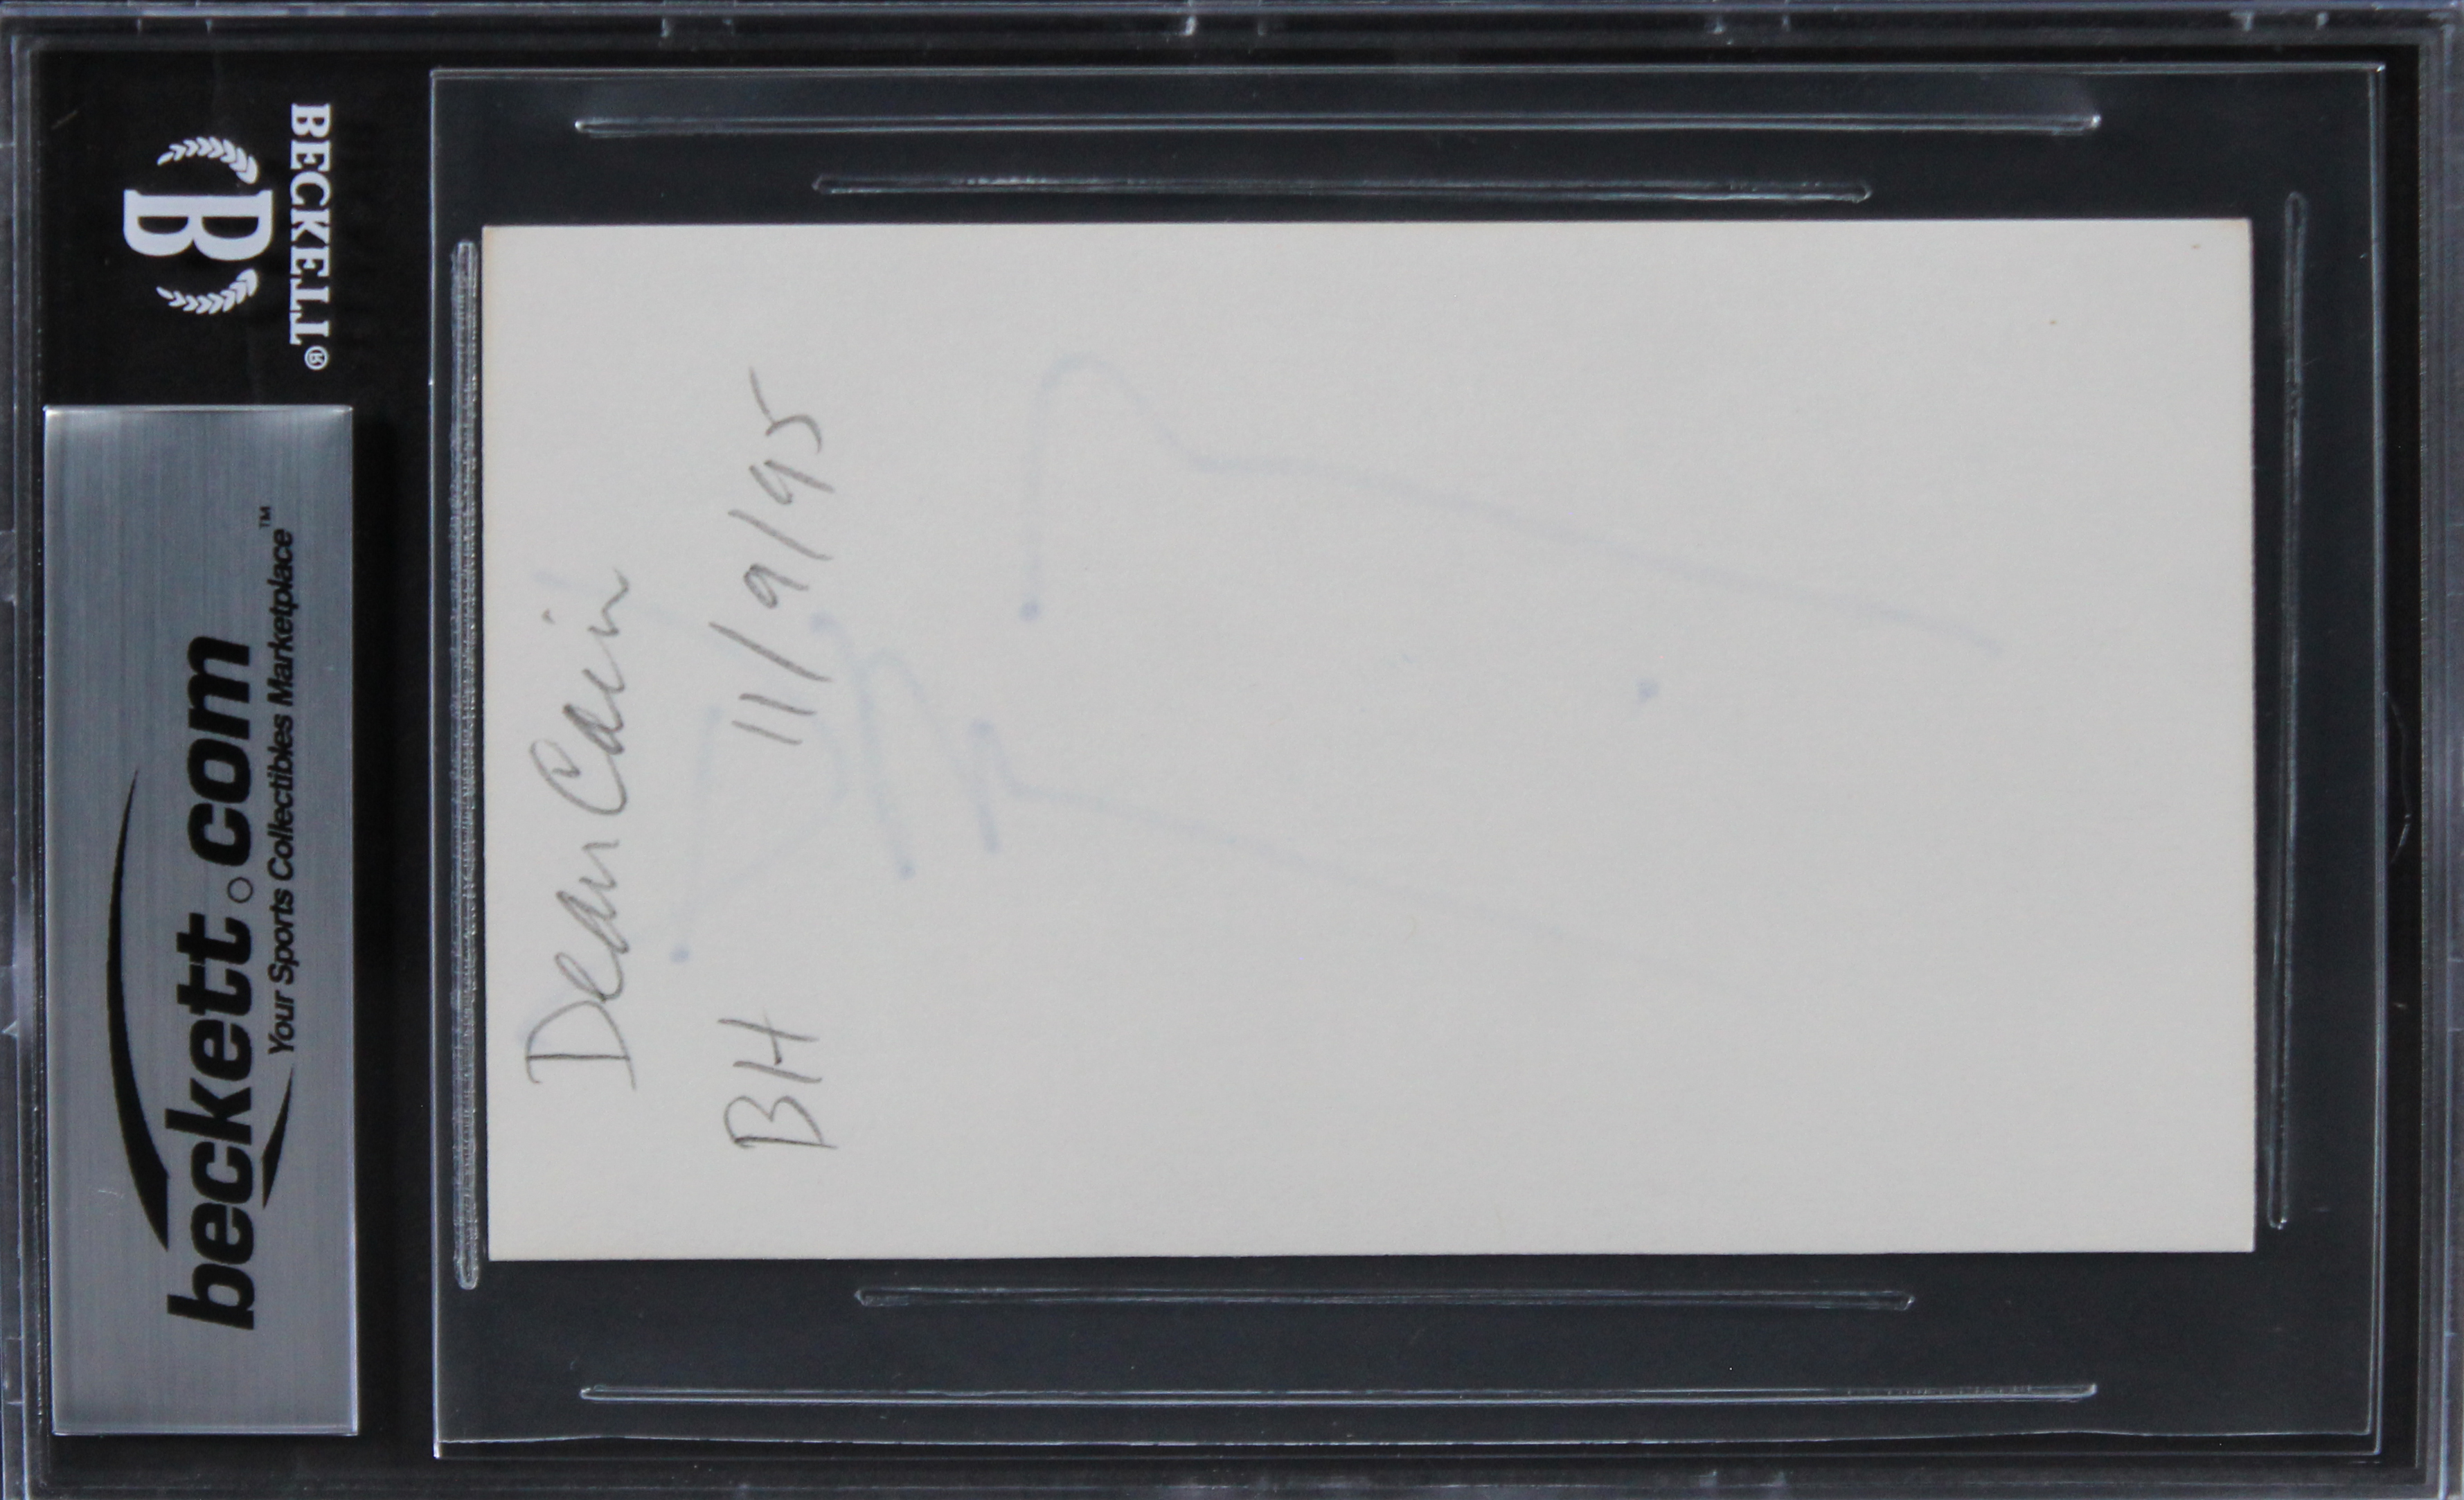 BECKETT®
B
beckett.com
Your Sports Collectibles Marketplace™
Dean Cain
BH 11/9/95